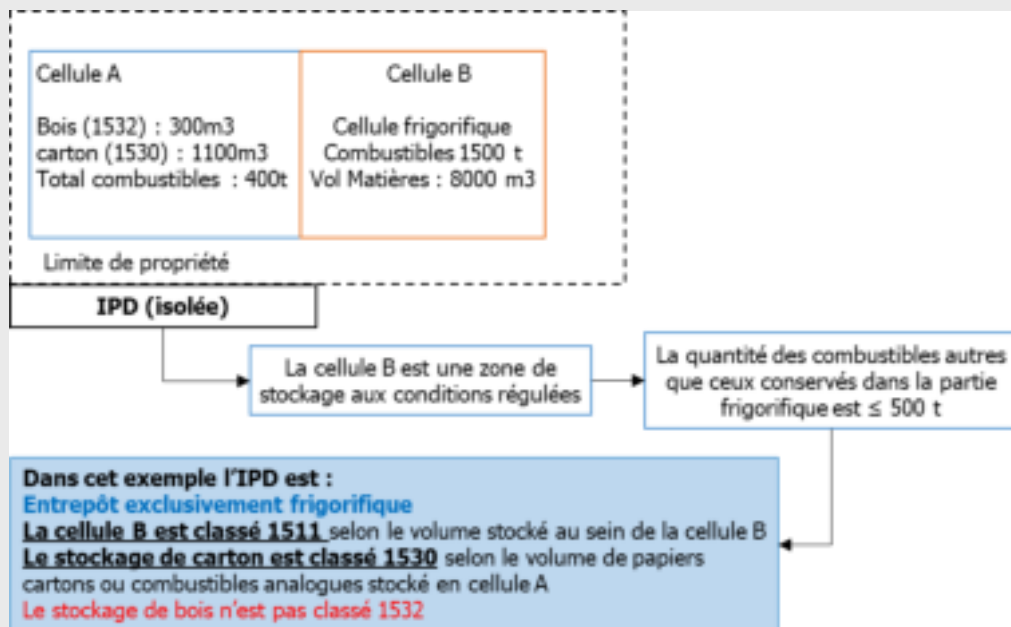 Cellule A
Bois (1532) : 300m3
carton (1530) : 1100m3
Total combustibles : 400t
Cellule B
Cellule frigorifique
Combustibles 1500 t
Vol Matières : 8000 m3
Limite de propriété
IPD (isolée)
La cellule B est une zone de
stockage aux conditions régulées
La quantité des combustibles autres
que ceux conservés dans la partie
frigorifique est ≤ 500 t
Dans cet exemple l'IPD est :
Entrepôt exclusivement frigorifique
La cellule B est classé 1511 selon le volume stocké au sein de la cellule B
Le stockage de carton est classé 1530 selon le volume de papiers
cartons ou combustibles analogues stocké en cellule A
Le stockage de bois n'est pas classé 1532